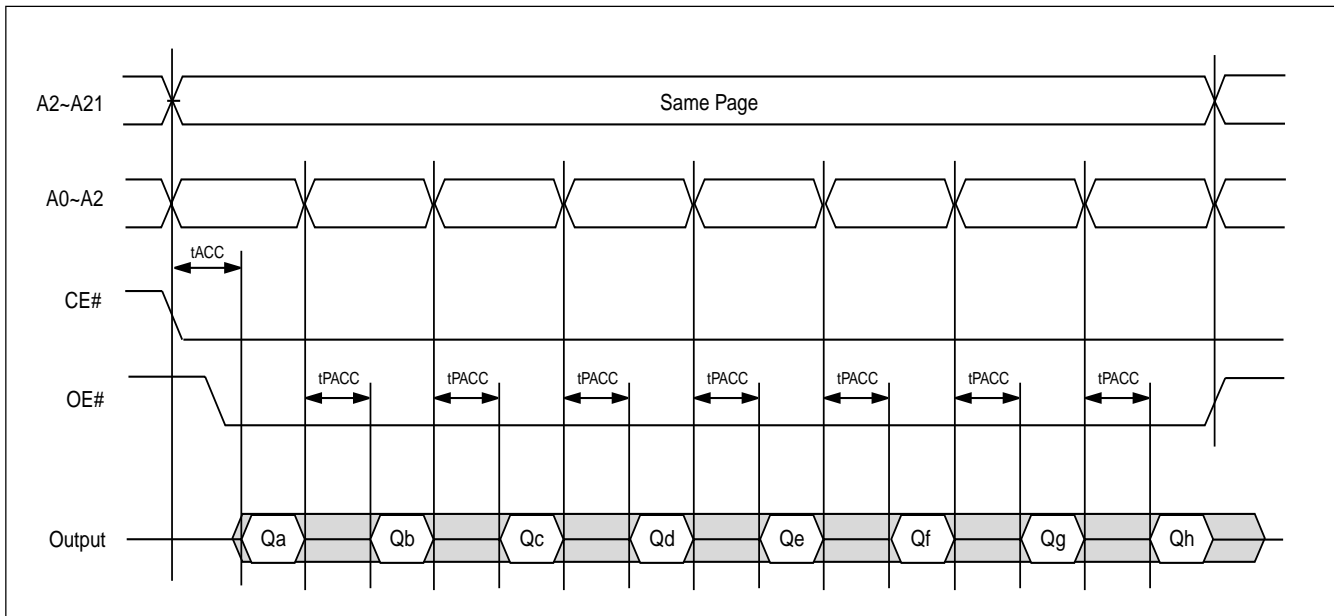 A2~A21
Same Page
A0~A2
tACC
CE#
tPACC tPACC tPACC tPACC tPACC tPACC tPACC
OE#
Output Qa Qb Qc Qd Qe Qf Qg Qh